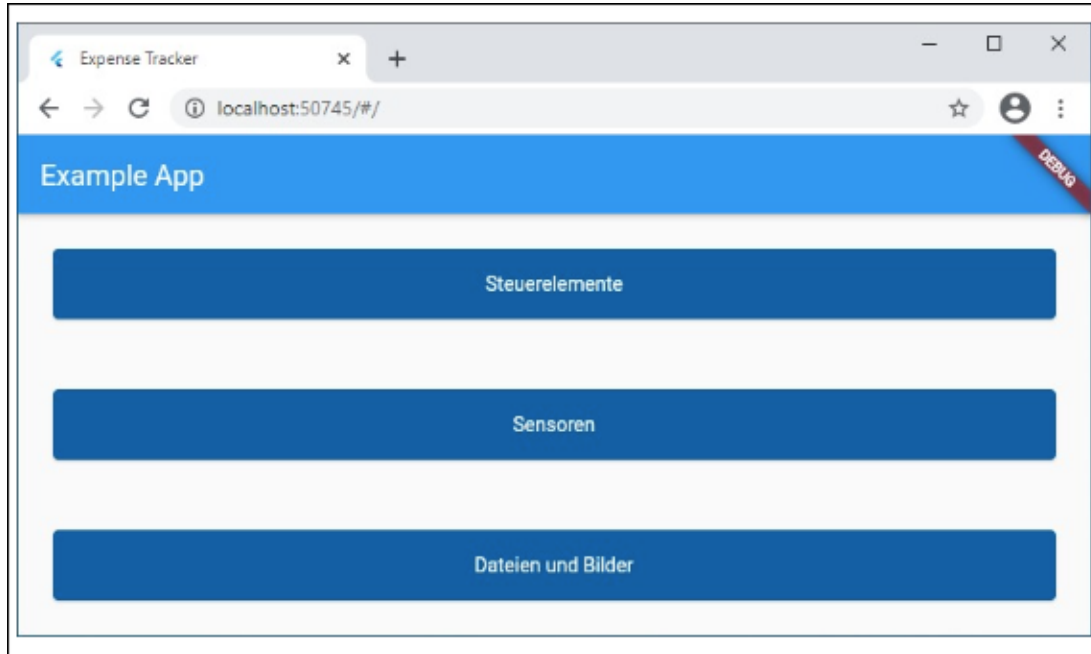 Expense Tracker
localhost:50745/#/
Example App
DEBUG
Steuerelemente
Sensoren
Dateien und Bilder